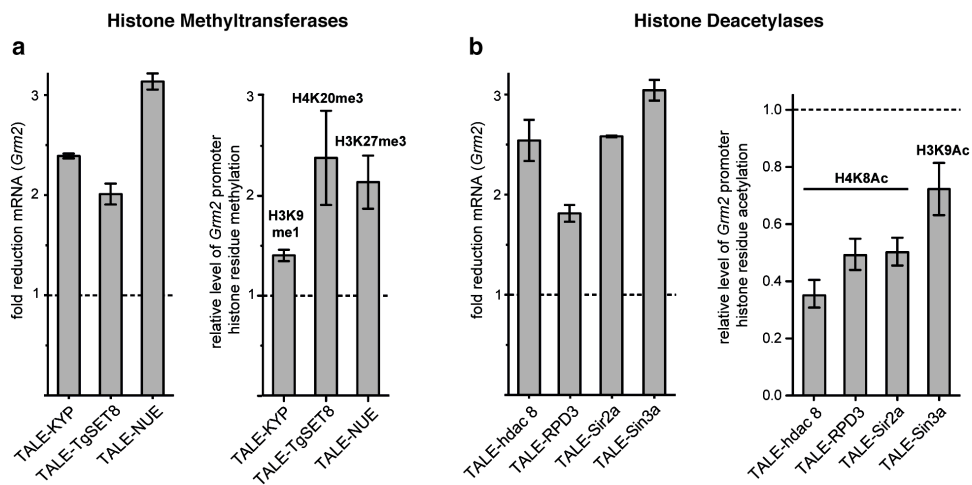 Histone Methyltransferases
Histone Deacetylases
a
fold reduction mRNA (Grm2)
3
2
1
TALE-KYP
TALE-TgSET8
TALE-NUE
relative level of Grm2 promoter
histone residue methylation
3
2
1
H3K9
me1
H4K20me3
H3K27me3
TALE-KYP
TALE-TgSET8
TALE-NUE
b
fold reduction mRNA (Grm2)
3
2
1
TALE-hdac 8
TALE-RPD3
TALE-Sir2a
TALE-Sin3a
relative level of Grm2 promoter
histone residue acetylation
1.0
0.8
0.6
0.4
0.2
0.0
H4K8Ac
H3K9Ac
TALE-hdac 8
TALE-RPD3
TALE-Sir2a
TALE-Sin3a